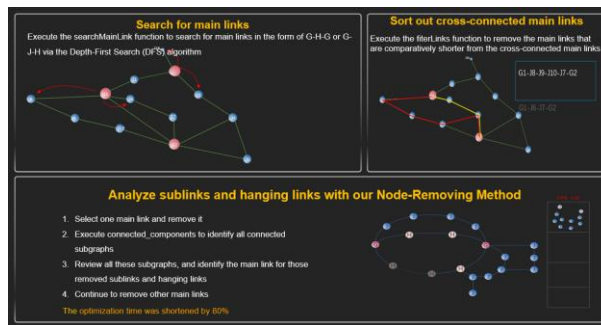 Search for main links
Execute the searchMainLink function to search for main links in the form of G-H-G or G-
J-H via the Depth-First Search (DFS) algorithm
Sort out cross-connected main links
Execute the fiterLinks function to remove the main links that
are comparatively shorter from the cross-connected main links
G1-J8-J9-J10-J7-G2
G1-J6-J7-G2
Analyze sublinks and hanging links with our Node-Removing Method
1. Select one main link and remove it
2. Execute connected_components to identify all connected
subgraphs
3. Review all these subgraphs, and identify the main link for those
removed sublinks and hanging links
4. Continue to remove other main links
The optimization time was shortened by 80%